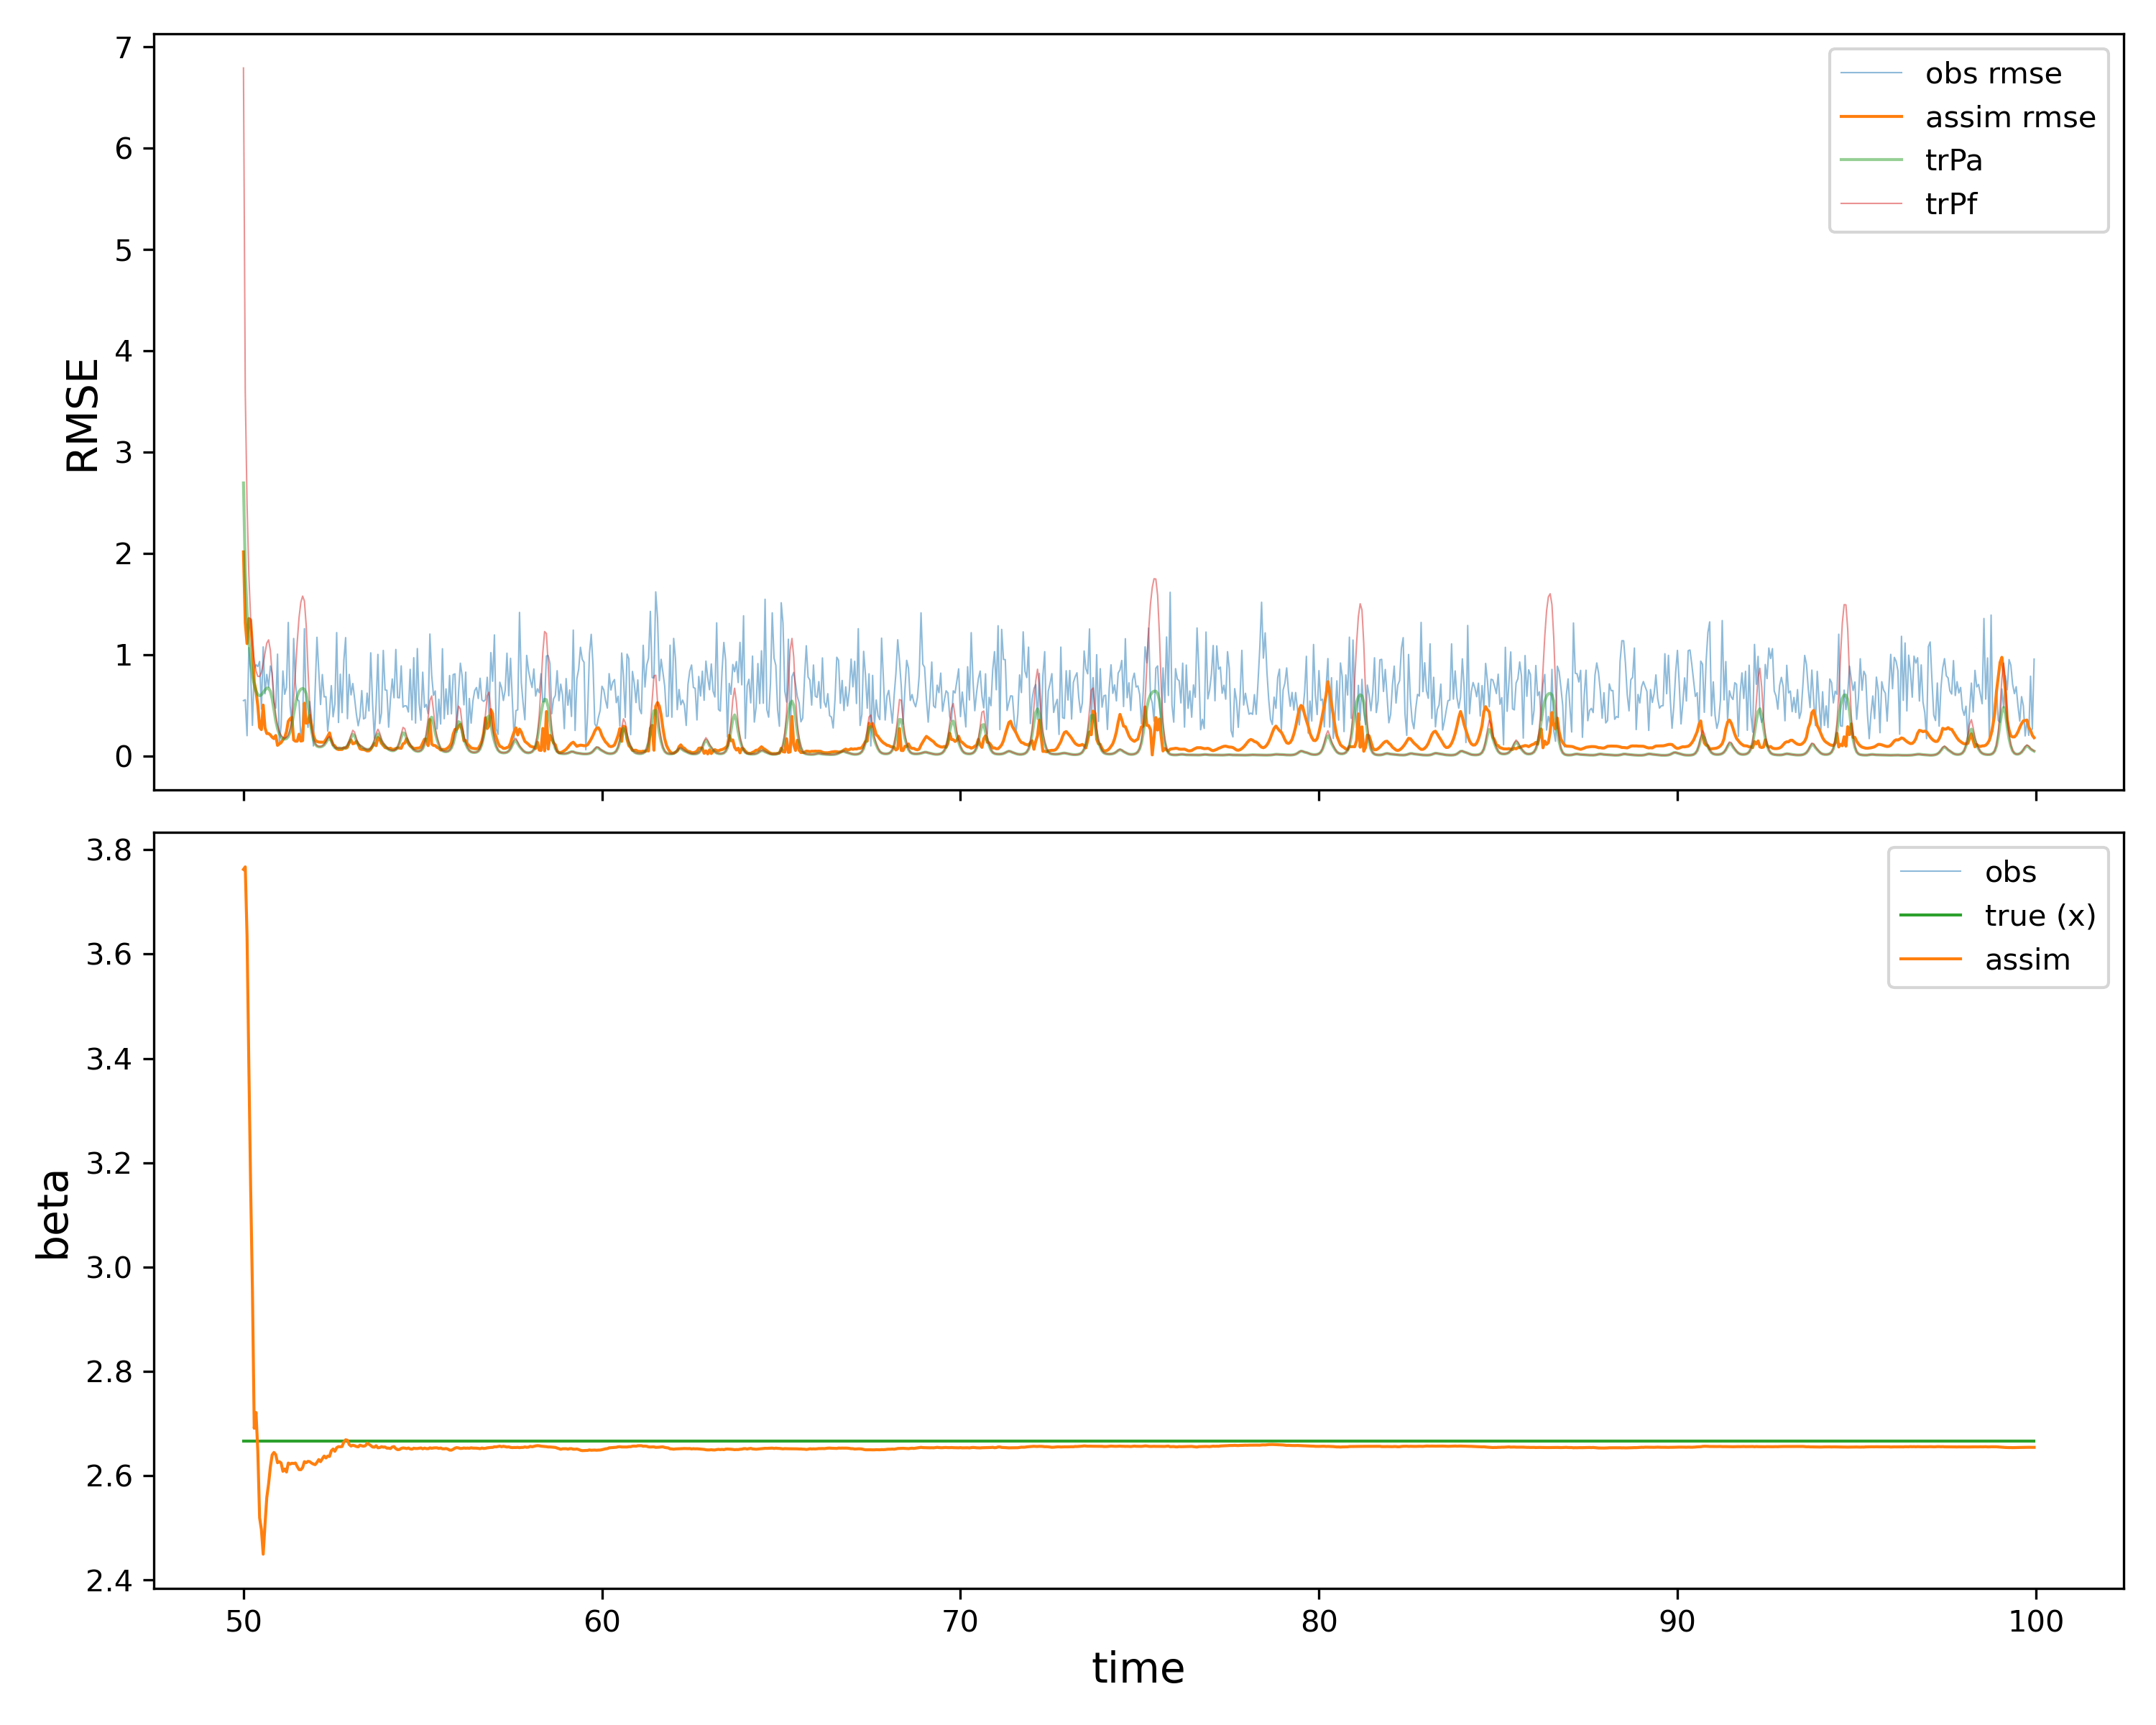 7
6
5
4
3
2
1
0
RMSE
obs rmse
assim rmse
trPa
trPf
3.8
3.6
3.4
3.2
3.0
2.8
2.6
2.4
beta
obs
true (x)
assim
50 60 70 80 90 100
time